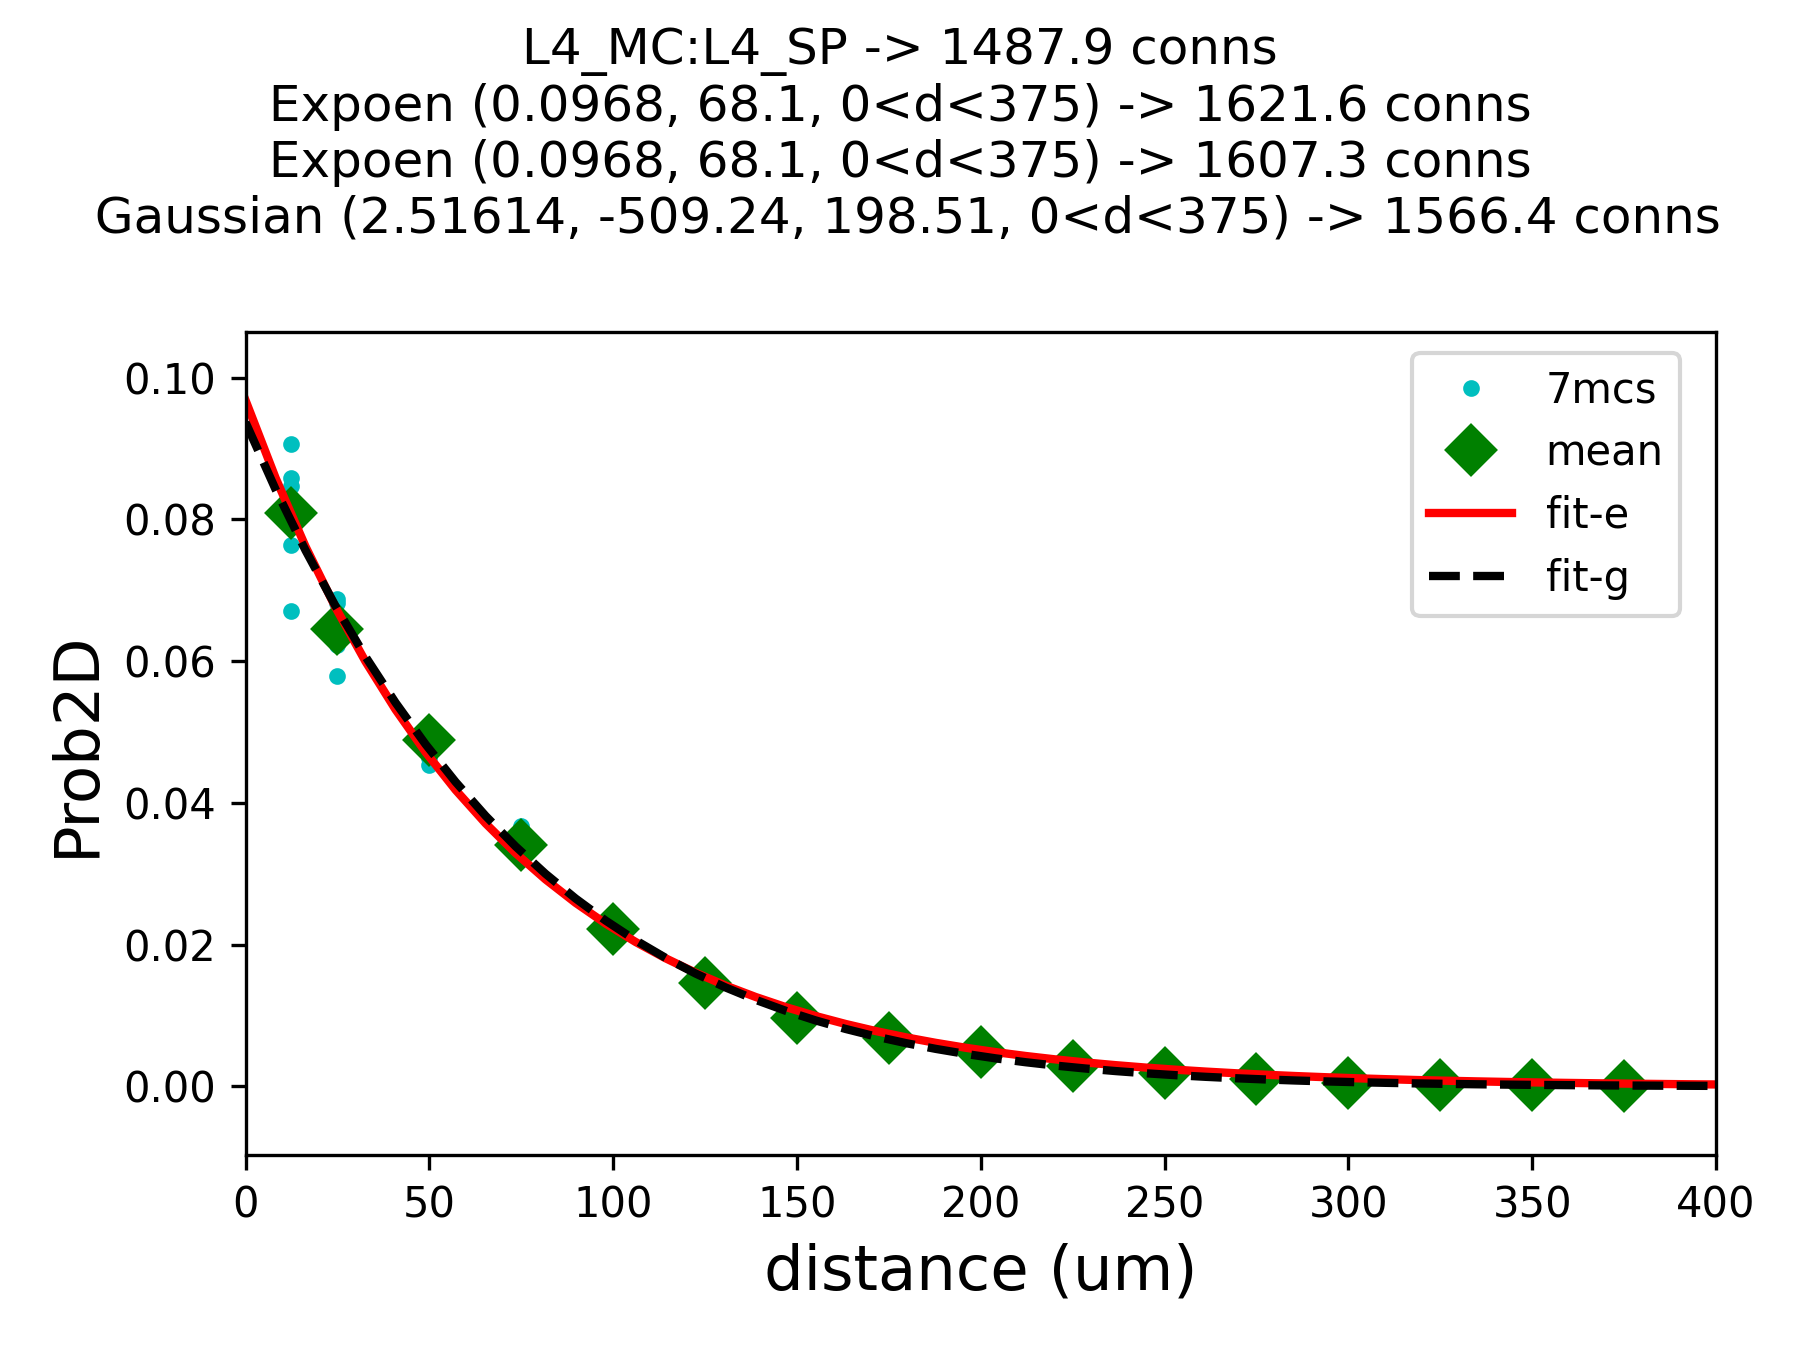 L4_MC:L4_SP -> 1487.9 conns
Expoen (0.0968, 68.1, 0<d<375) -> 1621.6 conns
Expoen (0.0968, 68.1, 0<d<375) -> 1607.3 conns
Gaussian (2.51614, -509.24, 198.51, 0<d<375) -> 1566.4 conns
7mcs
mean
fit-e
fit-g
Prob2D
0.10
0.08
0.06
0.04
0.02
0.00
0 50 100 150 200 250 300 350 400
distance (um)